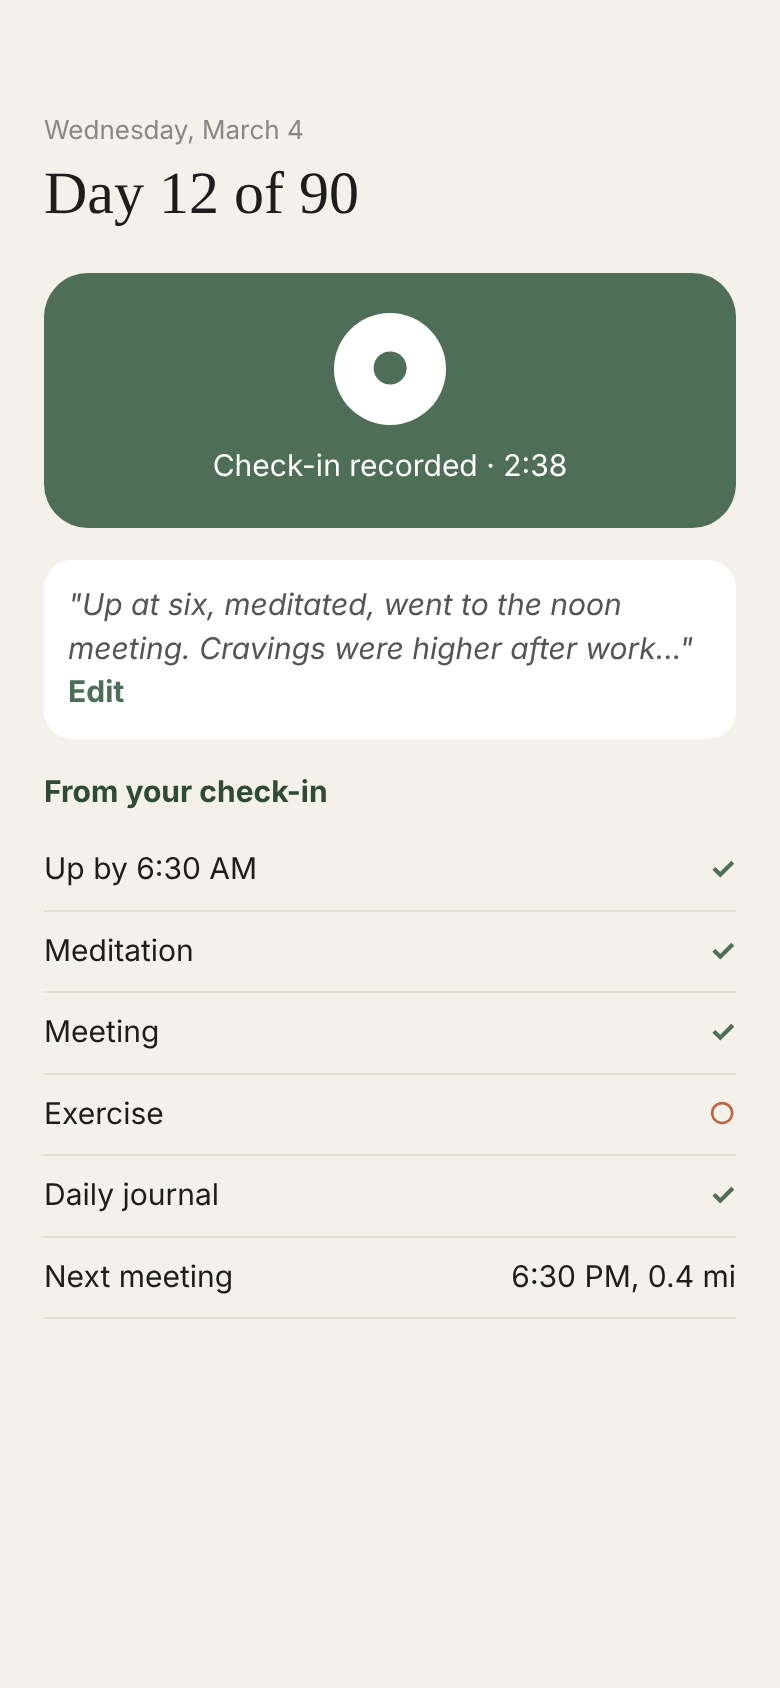 Wednesday, March 4
Day 12 of 90
Check-in recorded · 2:38
"Up at six, meditated, went to the noon
meeting. Cravings were higher after work..."
Edit
From your check-in
Up by 6:30 AM
Meditation
Meeting
Exercise
Daily journal
Next meeting 6:30 PM, 0.4 mi